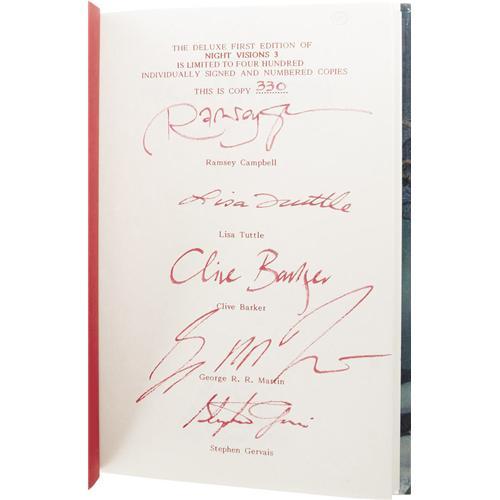 THE DELUXE FIRST EDITION OF
NIGHT VISIONS 3
IS LIMITED TO FOUR HUNDRED
INDIVIDUALLY SIGNED AND NUMBERED COPIES
THIS IS COPY 330
Ramsey
Ramsey Campbell
Lisa Tuttle
Lisa Tuttle
Clive Barker
Clive Barker
George R. R. Martin
Stephen Gervais